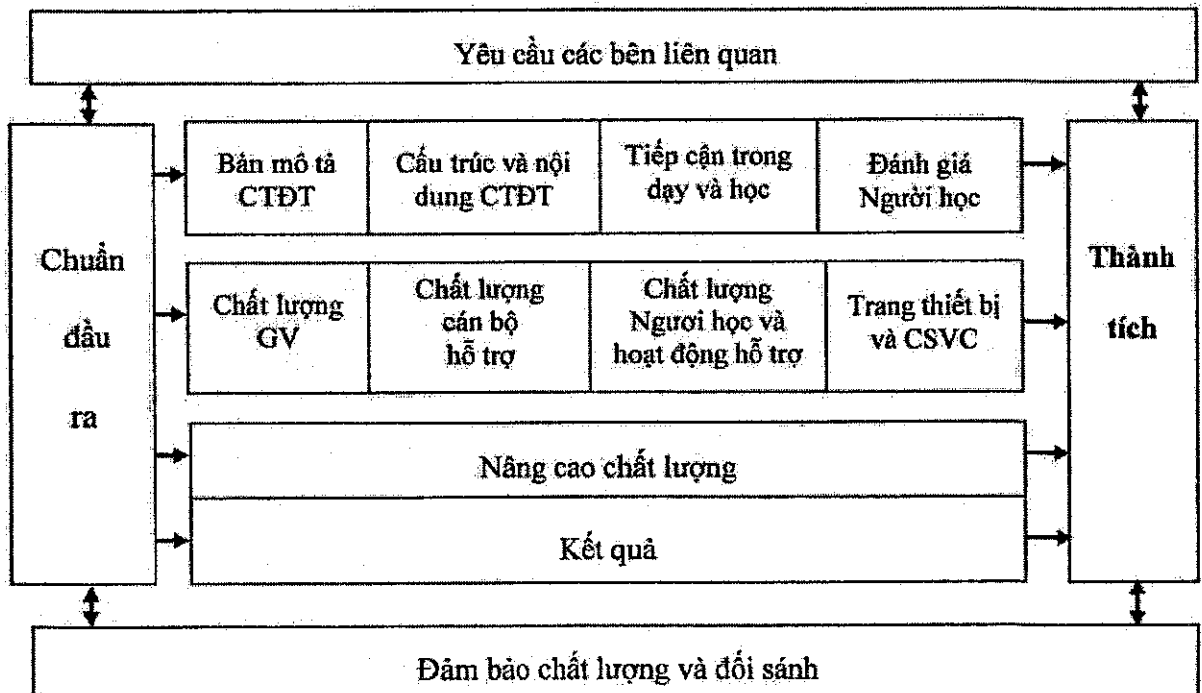 Yêu cầu các bên liên quan
Bản mô tả
CTĐT
Cấu trúc và nội
dung CTĐT
Tiếp cận trong
dạy và học
Đánh giá
Người học
Chuẩn
đầu
ra
Thành
tích
Chất lượng
GV
Chất lượng
cán bộ
hỗ trợ
Chất lượng
Ngươi học và
hoạt động hỗ trợ
Trang thiết bị
và CSVC
Nâng cao chất lượng
Kết quả
Đảm bảo chất lượng và đối sánh